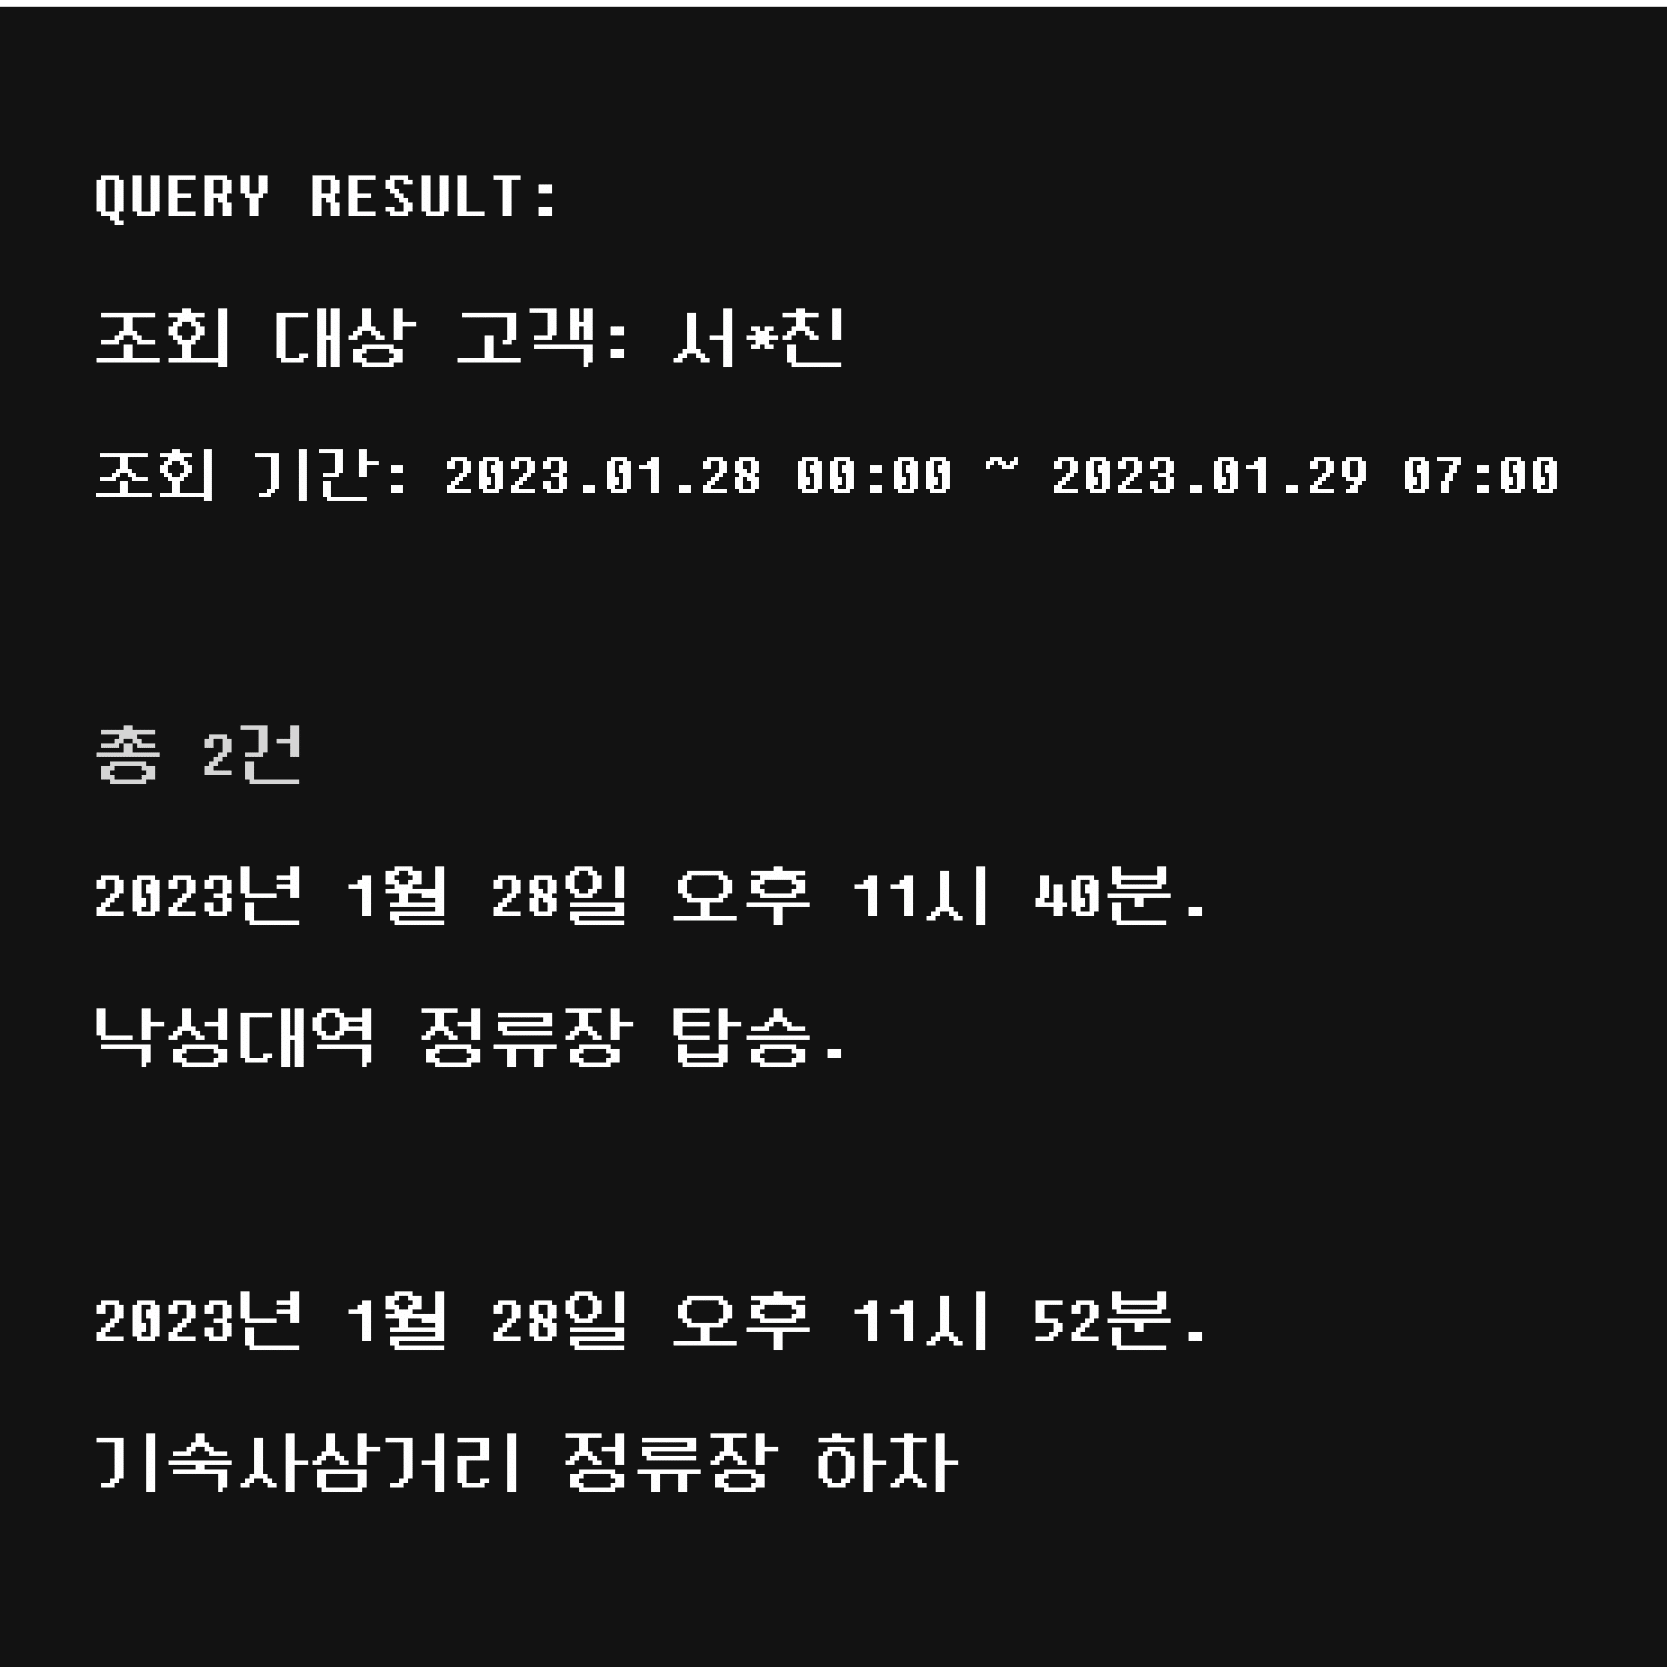 QUERY RESULT:
조회 대상 고객: 서*진
조회 기간: 2023.01.28 00:00 ~ 2023.01.29 07:00
총 2건
2023년 1월 28일 오후 11시 40분.
낙성대역 정류장 탑승.
2023년 1월 28일 오후 11시 52분.
기숙사삼거리 정류장 하차